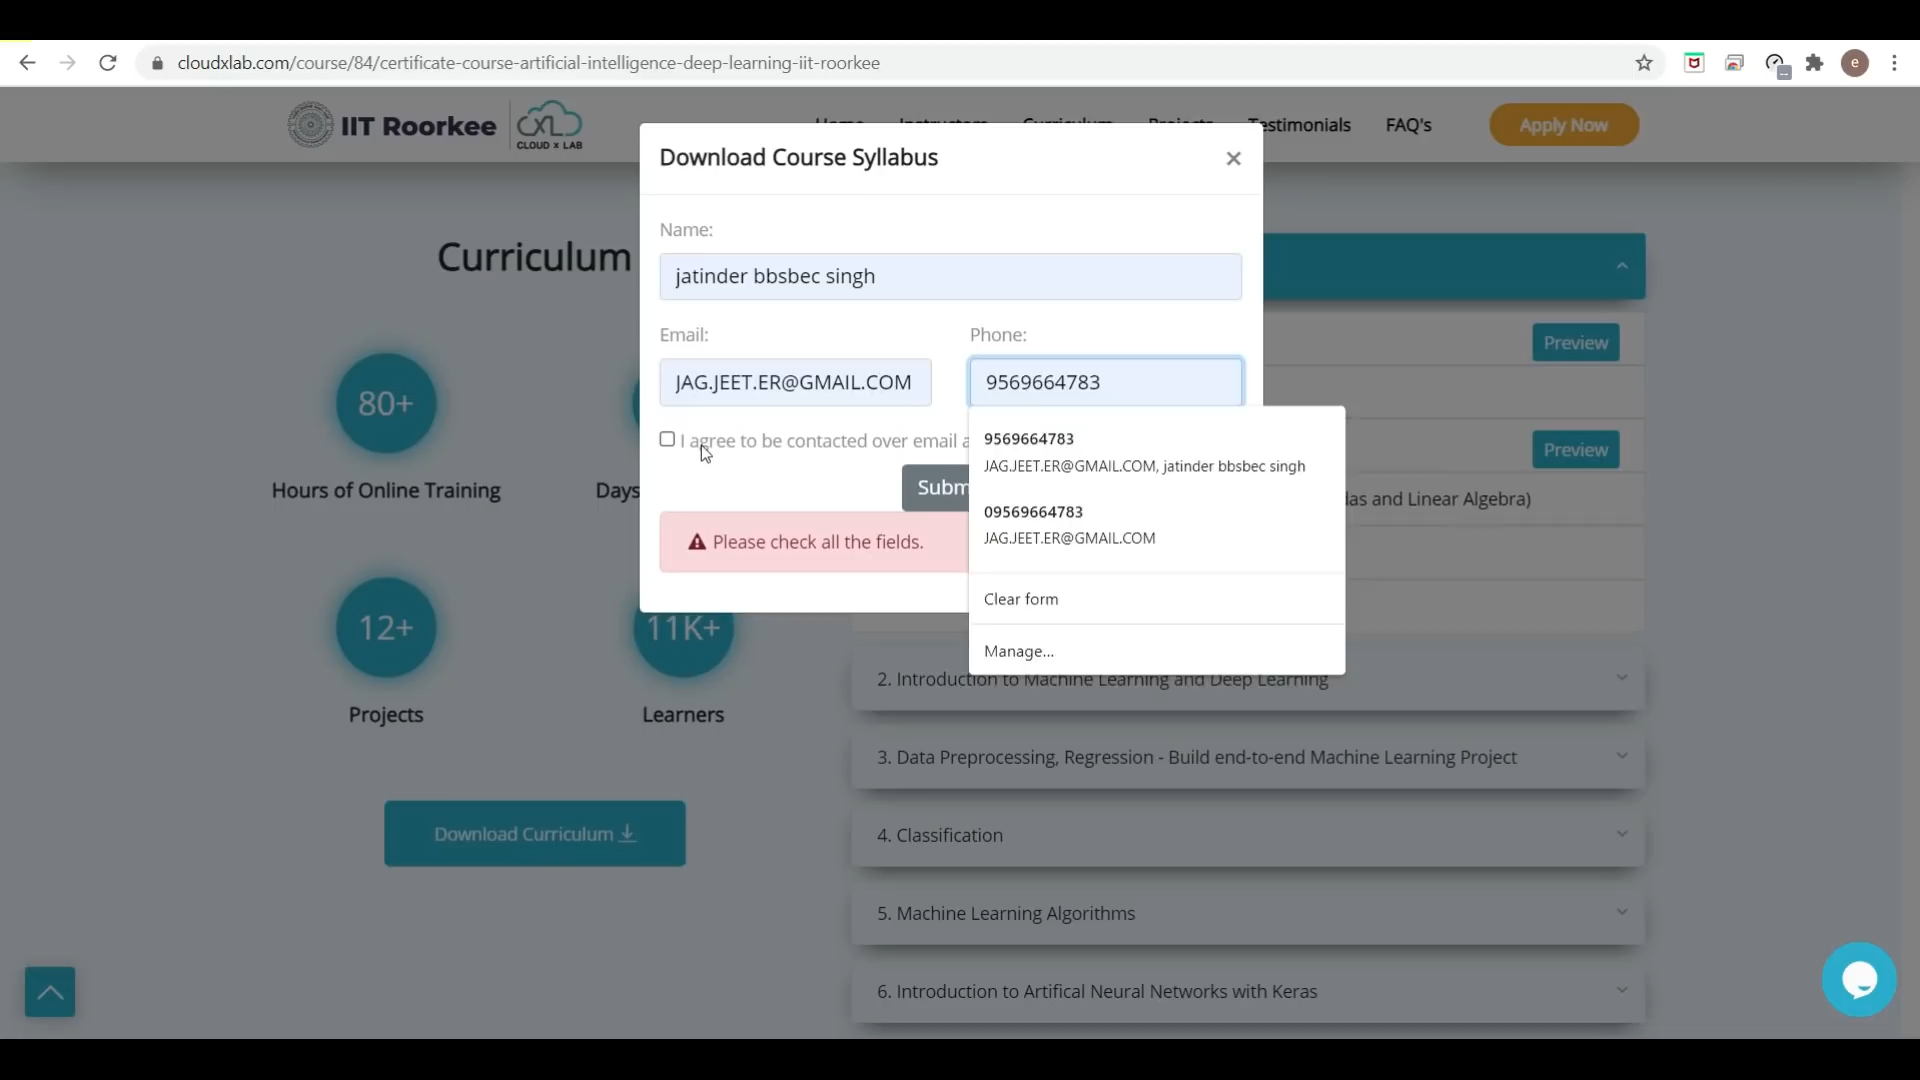 cloudxlab.com/course/84/certificate-course-artificial-intelligence-deep-learning-iit-roorkee
e
IIT Roorkee
CLOUD x LAB
Home Instructors Curriculum Projects Testimonials FAQ's
Apply Now
Download Course Syllabus
×
Name:
jatinder bbsbec singh
Email:
Phone:
JAG.JEET.ER@GMAIL.COM
9569664783
I agree to be contacted over email a
Subm
Please check all the fields.
9569664783
JAG.JEET.ER@GMAIL.COM, jatinder bbsbec singh
09569664783
JAG.JEET.ER@GMAIL.COM
Clear form
Manage...
Curriculum
80+
Hours of Online Training
Days
12+
Projects
11K+
Learners
Download Curriculum
Preview
Preview
das and Linear Algebra)
2. Introduction to Machine Learning and Deep Learning
3. Data Preprocessing, Regression - Build end-to-end Machine Learning Project
4. Classification
5. Machine Learning Algorithms
6. Introduction to Artifical Neural Networks with Keras